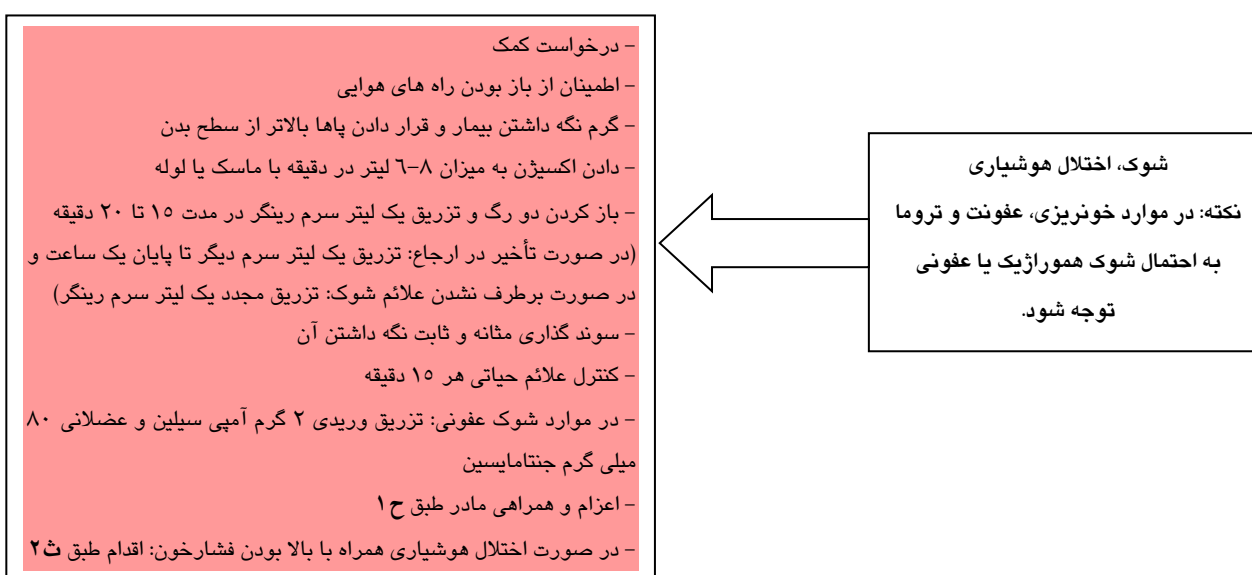 شوک، اختلال هوشیاری
نکته: در موارد خونریزی، عفونت و تروما
به احتمال شوک هموراژیک یا عفونی
توجه شود.
- درخواست کمک
- اطمینان از باز بودن راه های هوایی
- گرم نگه داشتن بیمار و قرار دادن پاها بالاتر از سطح بدن
- دادن اکسیژن به میزان ۸-۶ لیتر در دقیقه با ماسک یا لوله
- باز کردن دو رگ و تزریق یک لیتر سرم رینگر در مدت ۱۵ تا ۲۰ دقیقه
(در صورت تأخیر در ارجاع: تزریق یک لیتر سرم دیگر تا پایان یک ساعت و
در صورت برطرف نشدن علائم شوک: تزریق مجدد یک لیتر سرم رینگر)
- سوند گذاری مثانه و ثابت نگه داشتن آن
- کنترل علائم حیاتی هر ۱۵ دقیقه
- در موارد شوک عفونی: تزریق وریدی ۲ گرم آمپی سیلین و عضلانی ۸۰
میلی گرم جنتامایسین
- اعزام و همراهی مادر طبق ح۱
- در صورت اختلال هوشیاری همراه با بالا بودن فشارخون: اقدام طبق ث۲